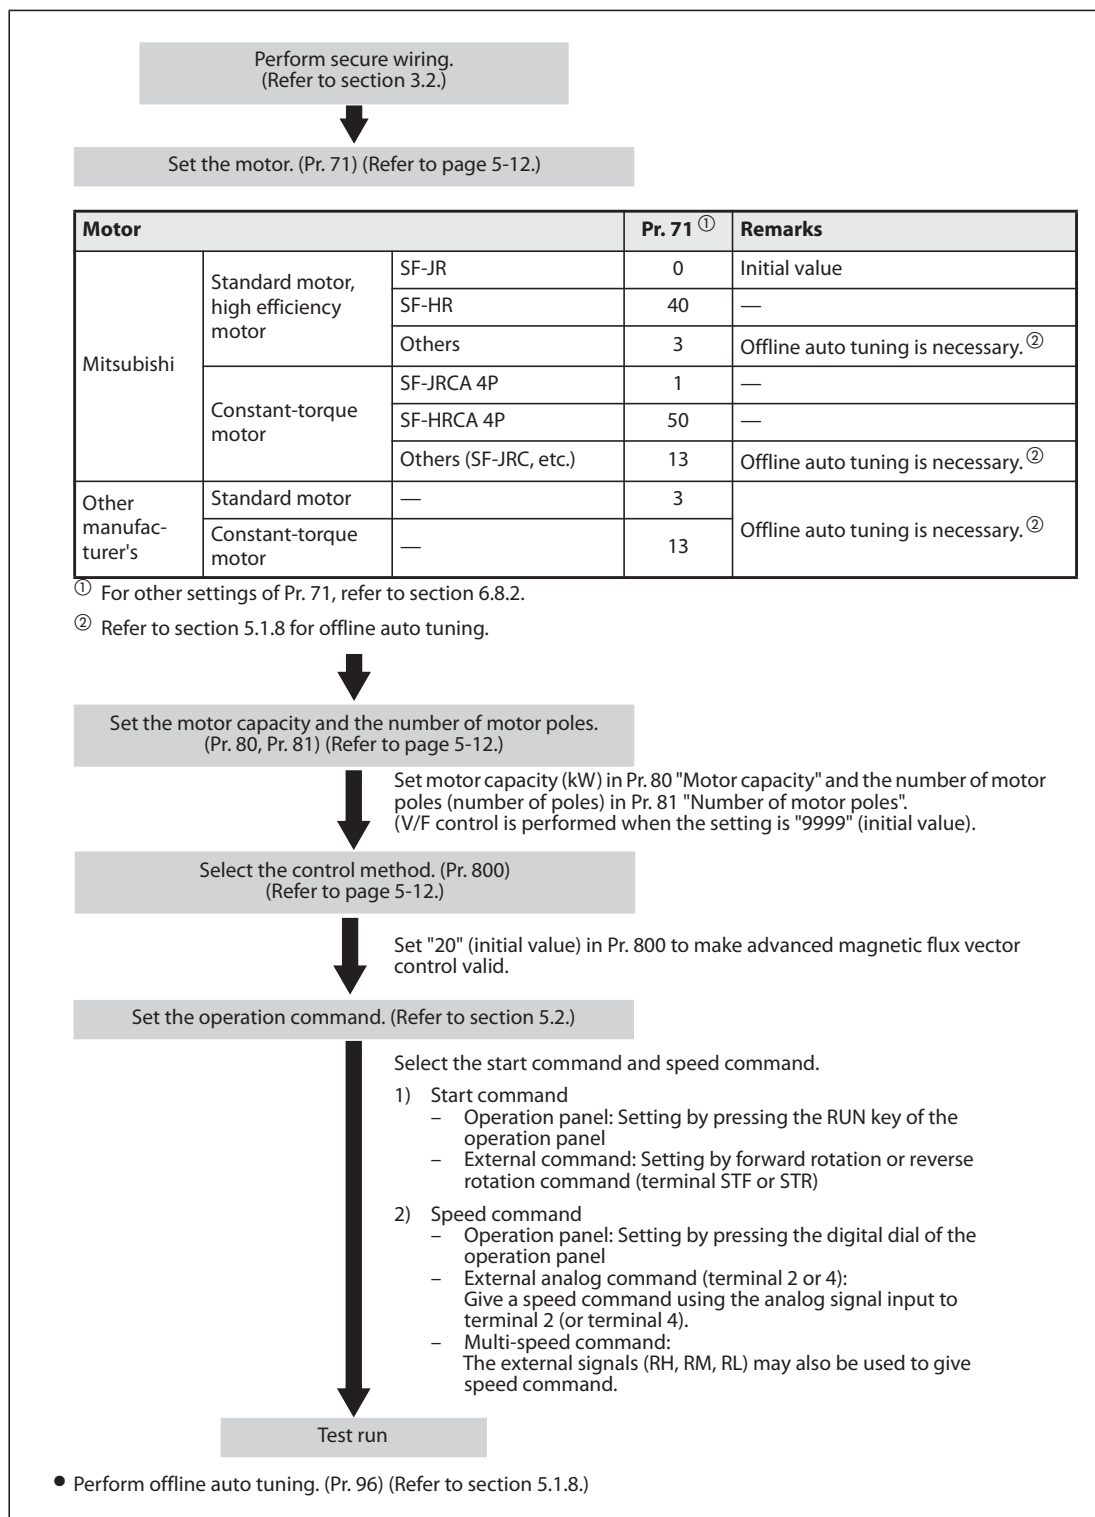 Perform secure wiring.
(Refer to section 3.2.)
Set the motor. (Pr. 71) (Refer to page 5-12.)
Motor Pr. 71 ① Remarks
Mitsubishi
Standard motor,
high efficiency
motor
SF-JR 0 Initial value
SF-HR 40 —
Others 3 Offline auto tuning is necessary. ②
Constant-torque
motor
SF-JRCA 4P 1 —
SF-HRCA 4P 50 —
Others (SF-JRC, etc.) 13 Offline auto tuning is necessary. ②
Other
manufac-
turer's
Standard motor — 3
Constant-torque
motor
— 13
Offline auto tuning is necessary. ②
① For other settings of Pr. 71, refer to section 6.8.2.
② Refer to section 5.1.8 for offline auto tuning.
Set the motor capacity and the number of motor poles.
(Pr. 80, Pr. 81) (Refer to page 5-12.)
Set motor capacity (kW) in Pr. 80 "Motor capacity" and the number of motor
poles (number of poles) in Pr. 81 "Number of motor poles".
(V/F control is performed when the setting is "9999" (initial value).
Select the control method. (Pr. 800)
(Refer to page 5-12.)
Set "20" (initial value) in Pr. 800 to make advanced magnetic flux vector
control valid.
Set the operation command. (Refer to section 5.2.)
Select the start command and speed command.
1) Start command
– Operation panel: Setting by pressing the RUN key of the
operation panel
– External command: Setting by forward rotation or reverse
rotation command (terminal STF or STR)
2) Speed command
– Operation panel: Setting by pressing the digital dial of the
operation panel
– External analog command (terminal 2 or 4):
Give a speed command using the analog signal input to
terminal 2 (or terminal 4).
– Multi-speed command:
The external signals (RH, RM, RL) may also be used to give
speed command.
Test run
● Perform offline auto tuning. (Pr. 96) (Refer to section 5.1.8.)